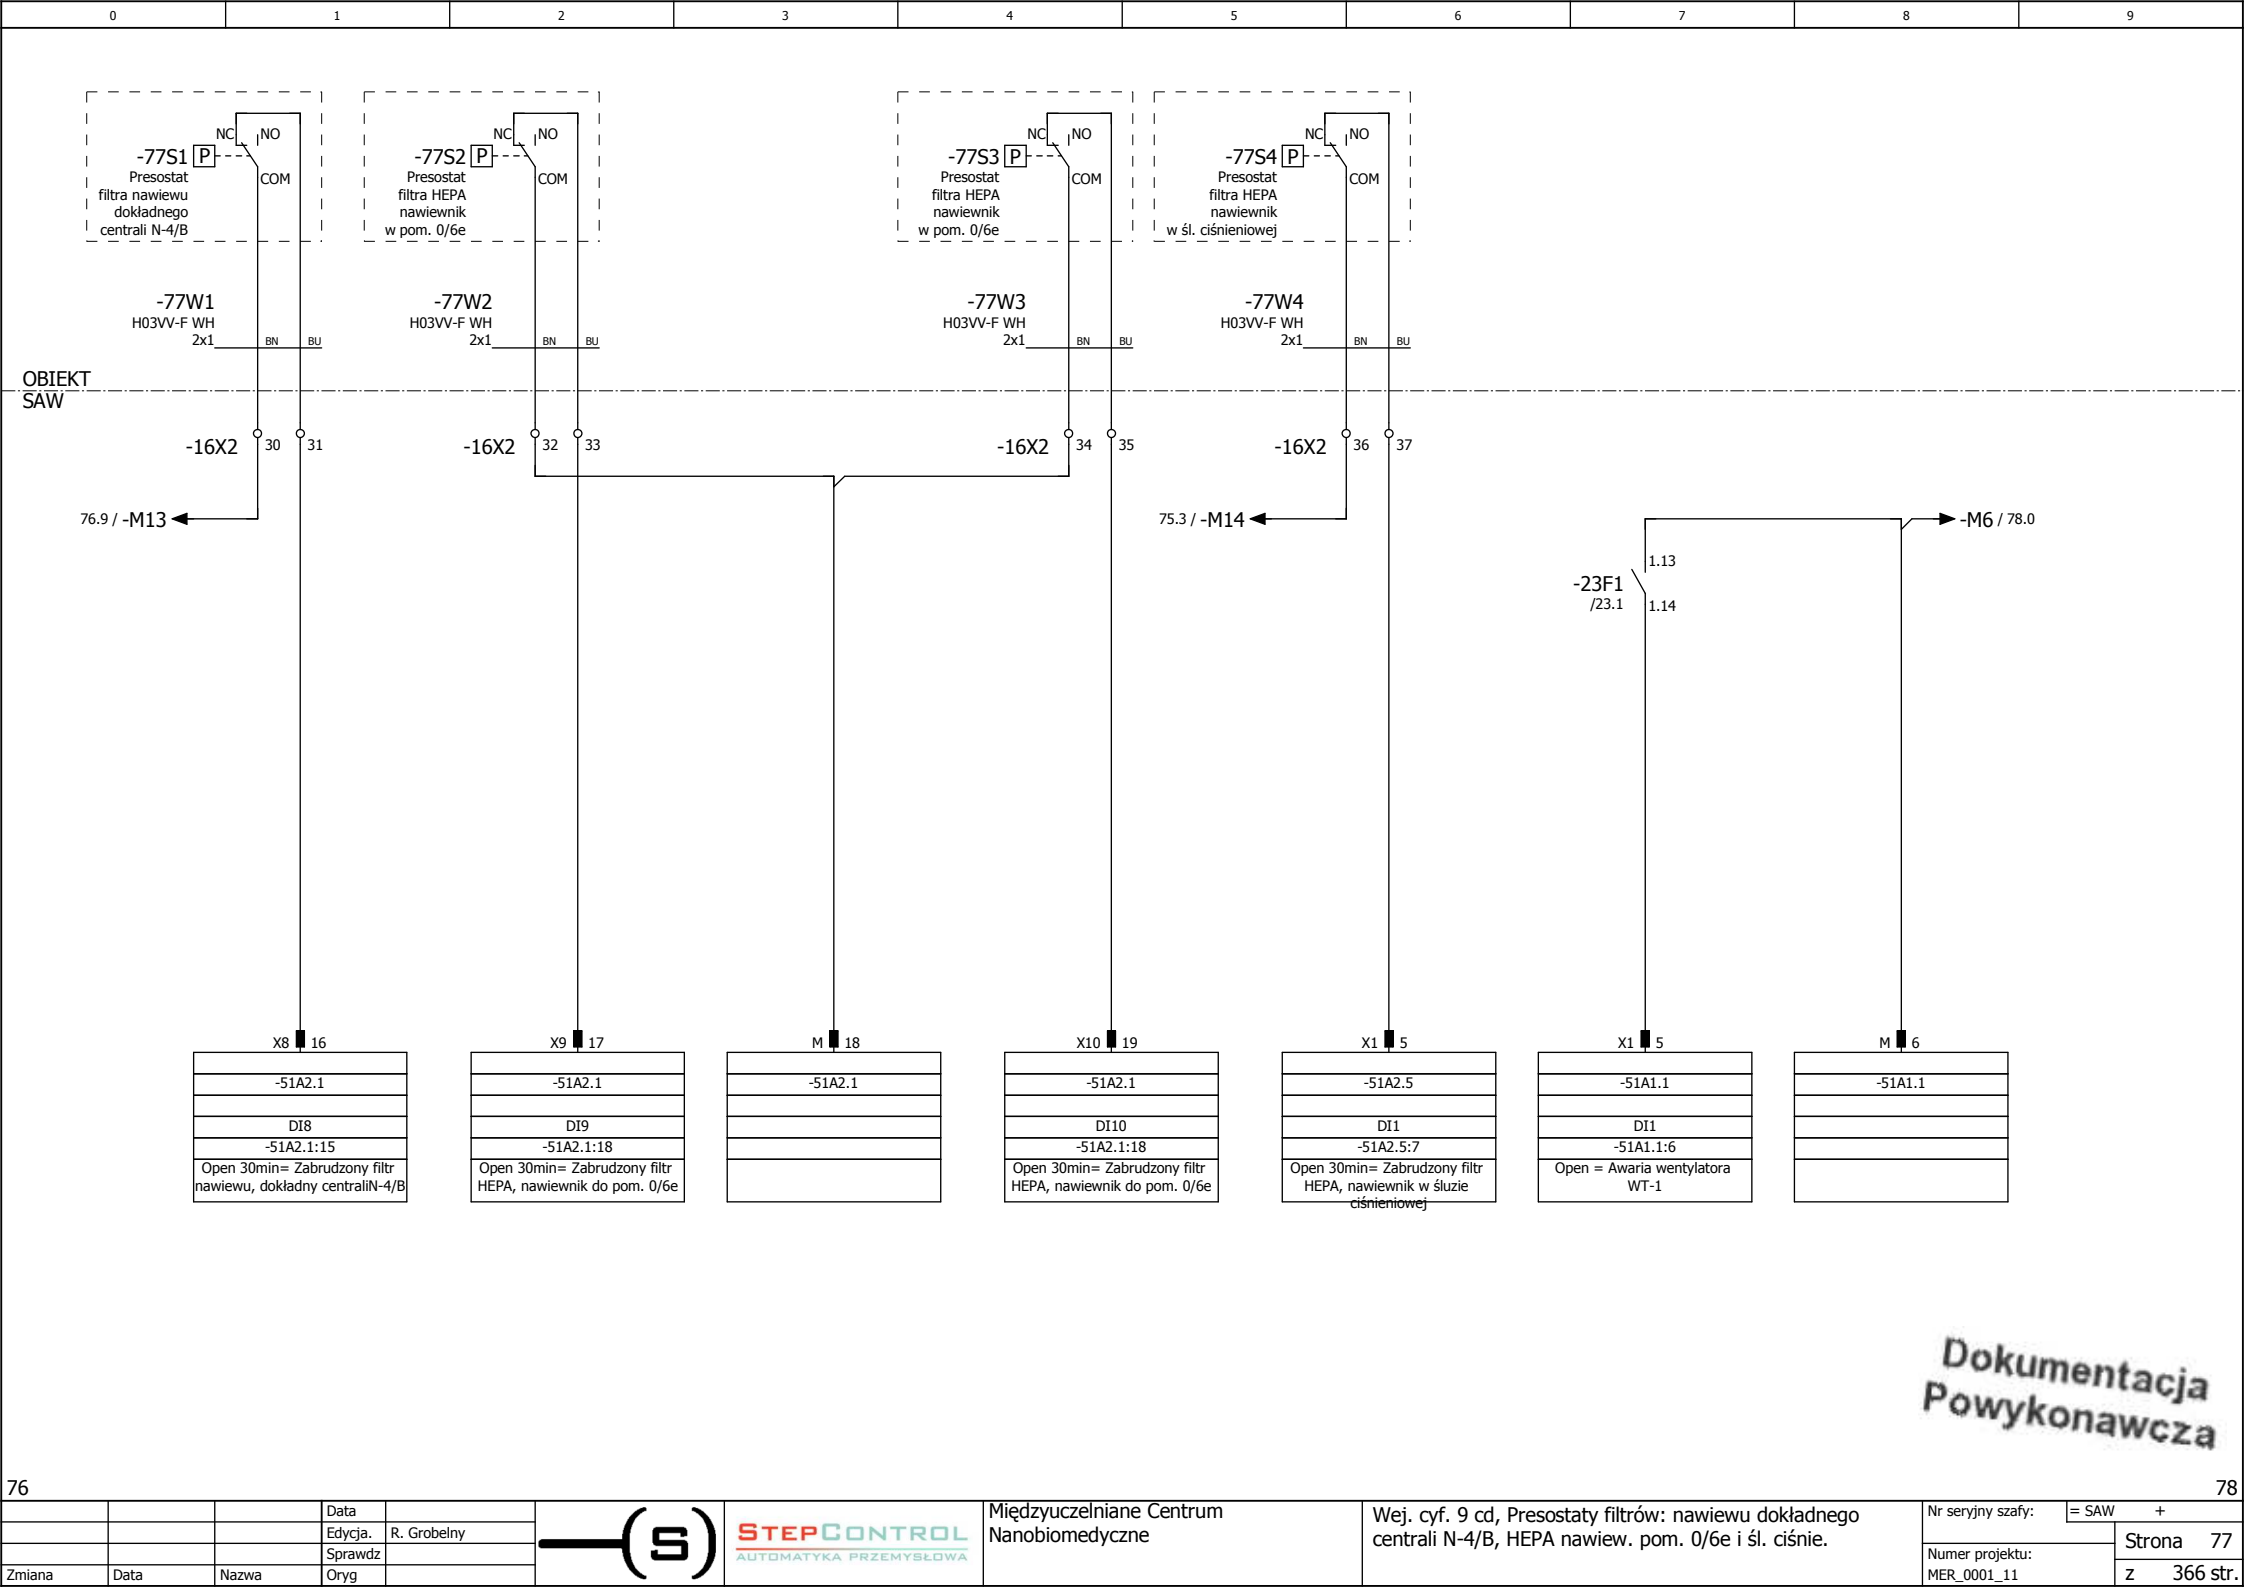 0 1 2 3 4 5 6 7 8 9
NC NO
-77S1 P
COM
Presostat
filtra nawiewu
dokładnego
centrali N-4/B
NC NO
-77S2 P
COM
Presostat
filtra HEPA
nawiewnik
w pom. 0/6e
NC NO
-77S3 P
COM
Presostat
filtra HEPA
nawiewnik
w pom. 0/6e
NC NO
-77S4 P
COM
Presostat
filtra HEPA
nawiewnik
w śl. ciśnieniowej
-77W1
H03VV-F WH
2x1 BN BU
-77W2
H03VV-F WH
2x1 BN BU
-77W3
H03VV-F WH
2x1 BN BU
-77W4
H03VV-F WH
2x1 BN BU
OBIEKT
SAW
-16X2 30 31
-16X2 32 33
-16X2 34 35
-16X2 36 37
76.9 / -M13
75.3 / -M14
-M6 / 78.0
1.13
-23F1
/23.1 1.14
X8 16
-51A2.1
DI8
-51A2.1:15
Open 30min= Zabrudzony filtr
nawiewu, dokładny centraliN-4/B
X9 17
-51A2.1
DI9
-51A2.1:18
Open 30min= Zabrudzony filtr
HEPA, nawiewnik do pom. 0/6e
M 18
-51A2.1
X10 19
-51A2.1
DI10
-51A2.1:18
Open 30min= Zabrudzony filtr
HEPA, nawiewnik do pom. 0/6e
X1 5
-51A2.5
DI1
-51A2.5:7
Open 30min= Zabrudzony filtr
HEPA, nawiewnik w śluzie
ciśnieniowej
X1 5
-51A1.1
DI1
-51A1.1:6
Open = Awaria wentylatora
WT-1
M 6
-51A1.1
Dokumentacja
Powykonawcza
76 78
Data
Edycja. R. Grobelny
Sprawdz
Zmiana Data Nazwa Oryg
S
STEPCONTROL
AUTOMATYKA PRZEMYSŁOWA
Międzyuczelniane Centrum
Nanobiomedyczne
Wej. cyf. 9 cd, Presostaty filtrów: nawiewu dokładnego
centrali N-4/B, HEPA nawiew. pom. 0/6e i śl. ciśnie.
Nr seryjny szafy: = SAW +
Strona 77
Numer projektu:
MER_0001_11
z 366 str.